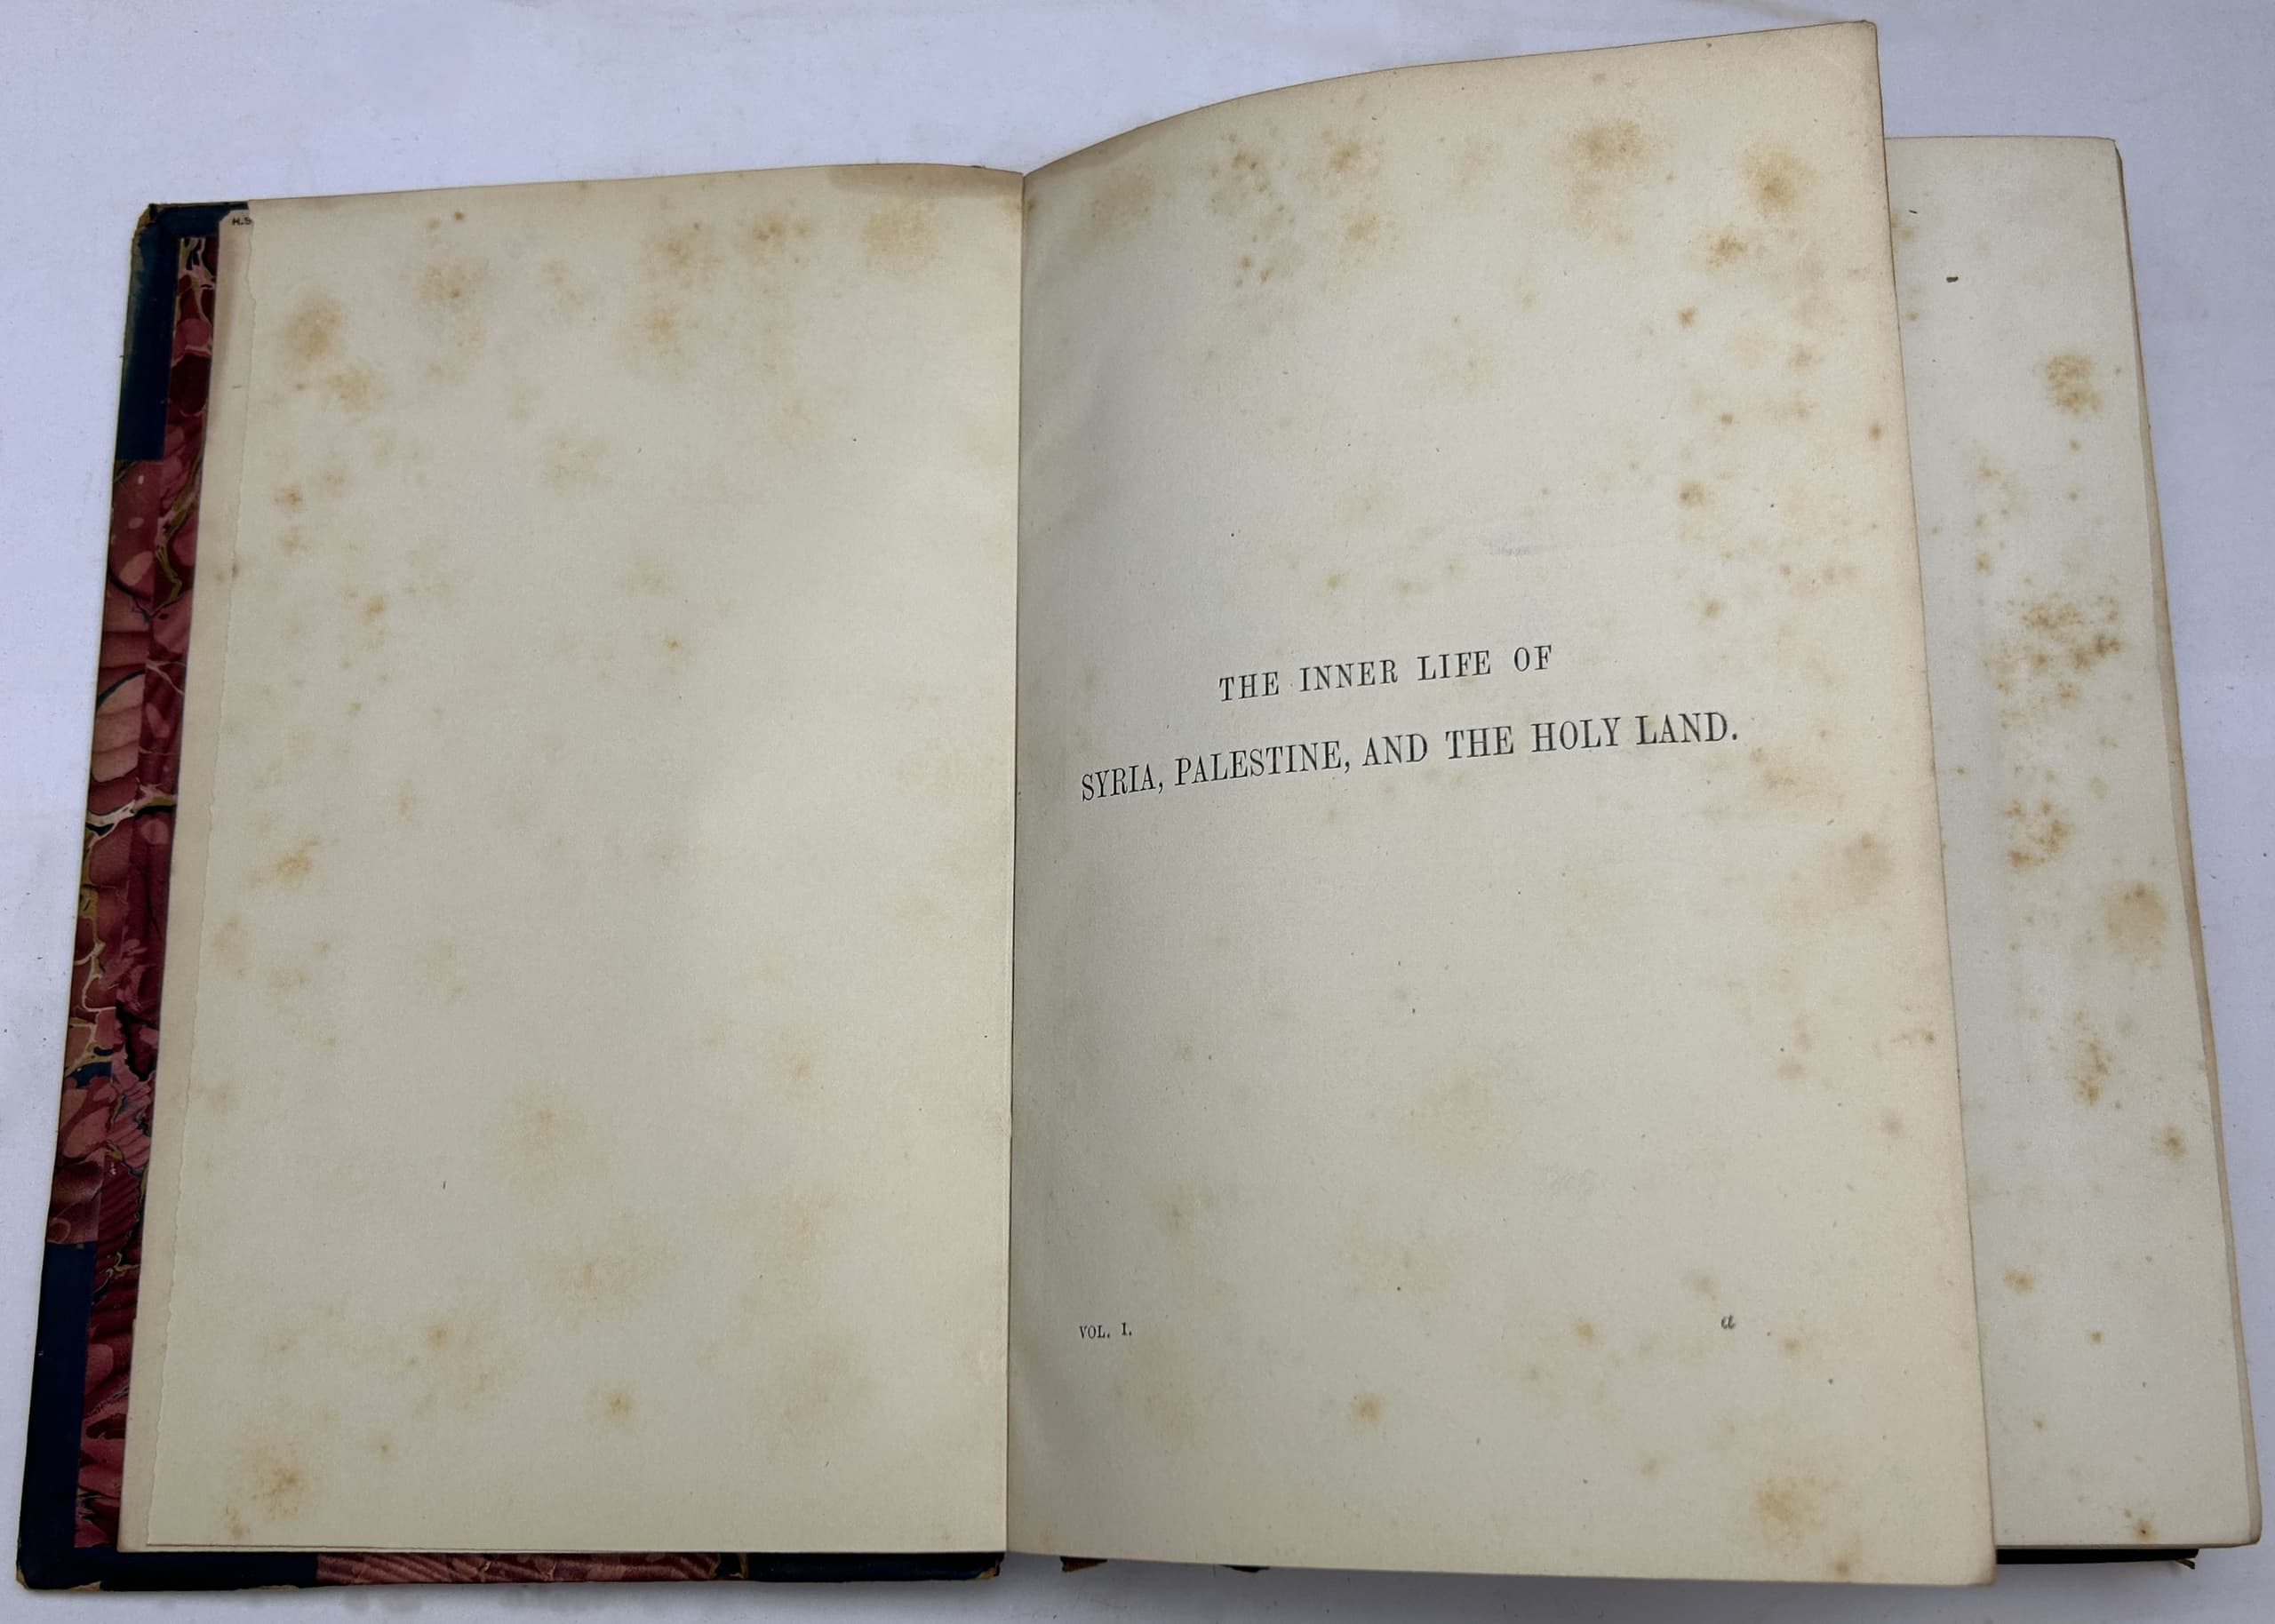 THE INNER LIFE OF
SYRIA, PALESTINE, AND THE HOLY LAND.
VOL. I.
a